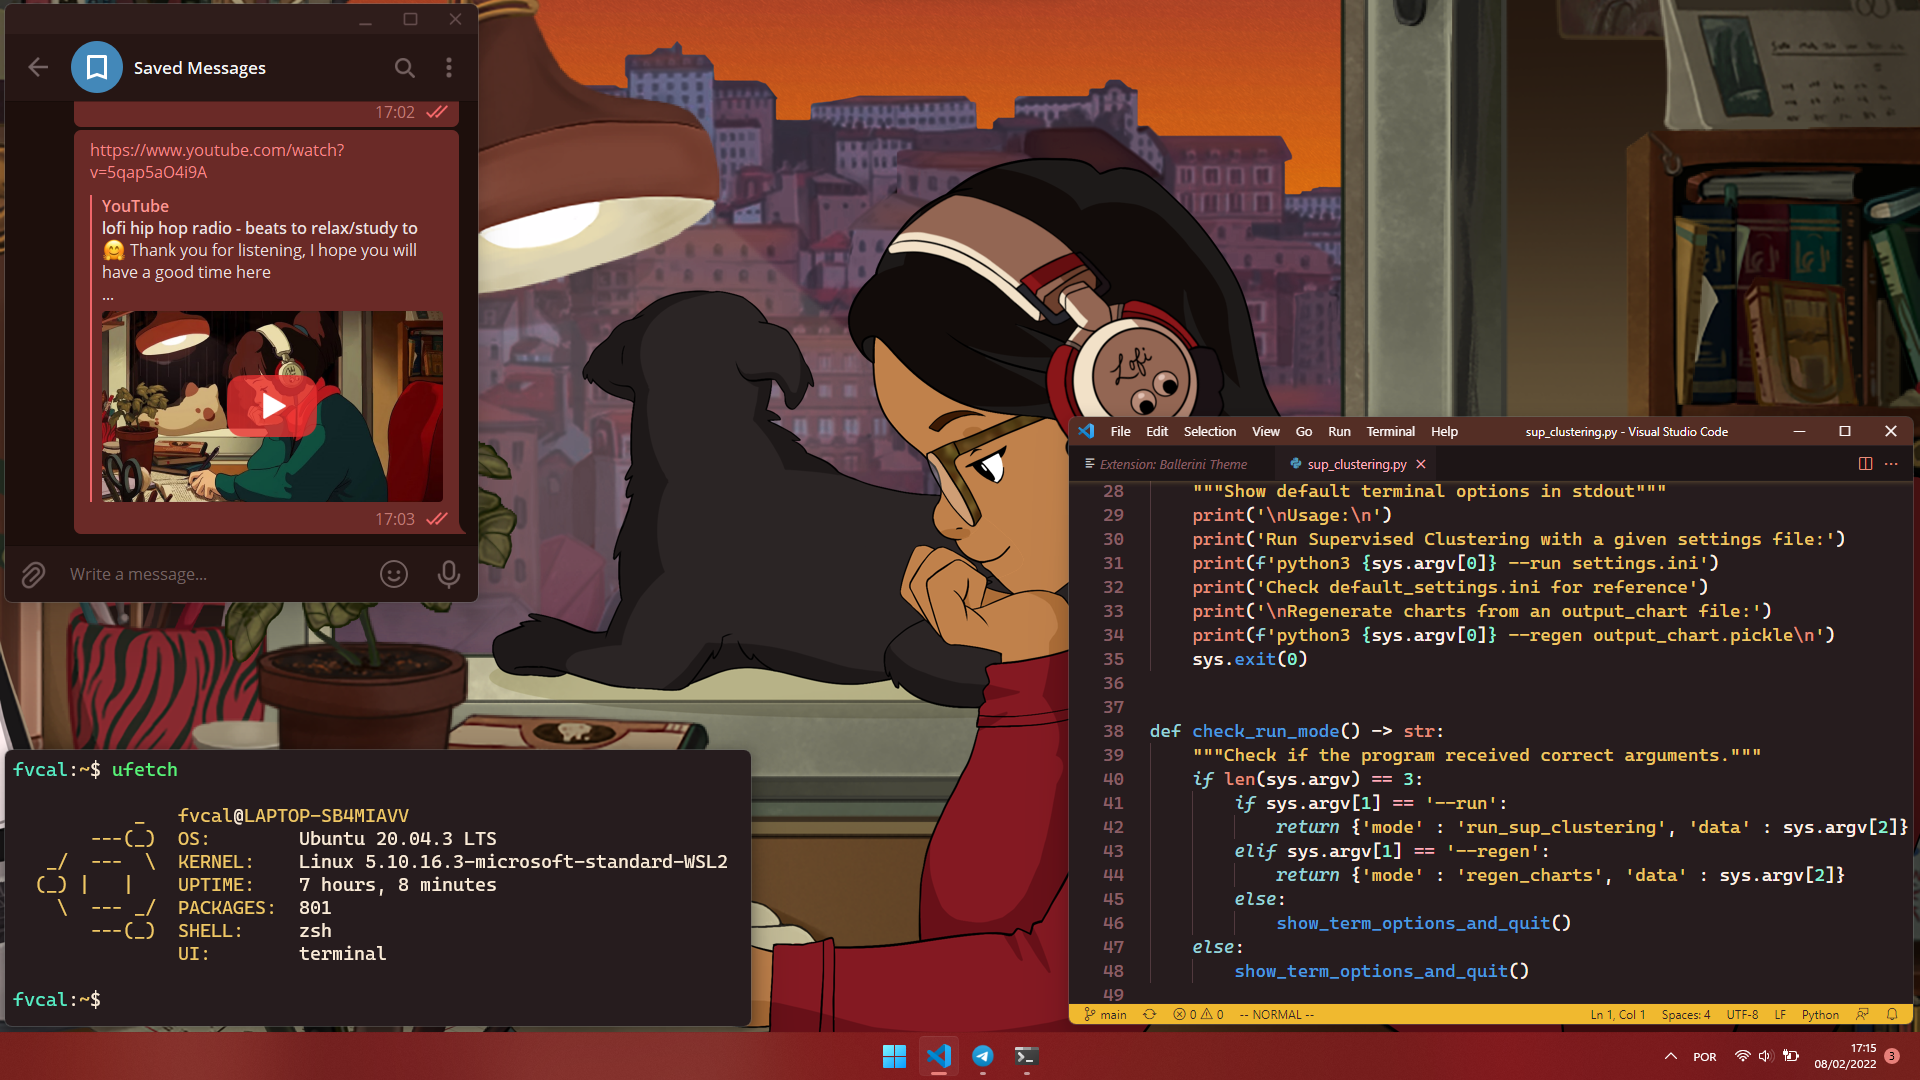 Saved Messages
17:02
https://www.youtube.com/watch?
v=5qap5aO4i9A
YouTube
lofi hip hop radio - beats to relax/study to
🤗 Thank you for listening, I hope you will
have a good time here
...
17:03
Write a message...
Lofi
fvcal:~$ ufetch
fvcal@LAPTOP-SB4MIAVV
OS: Ubuntu 20.04.3 LTS
KERNEL: Linux 5.10.16.3-microsoft-standard-WSL2
UPTIME: 7 hours, 8 minutes
PACKAGES: 801
SHELL: zsh
UI: terminal
fvcal:~$
File Edit Selection View Go Run Terminal Help sup_clustering.py - Visual Studio Code
Extension: Ballerini Theme sup_clustering.py
28 """Show default terminal options in stdout"""
29 print('\nUsage:\n')
30 print('Run Supervised Clustering with a given settings file:')
31 print(f'python3 {sys.argv[0]} --run settings.ini')
32 print('Check default_settings.ini for reference')
33 print('\nRegenerate charts from an output_chart file:')
34 print(f'python3 {sys.argv[0]} --regen output_chart.pickle\n')
35 sys.exit(0)
36
37
38 def check_run_mode() -> str:
39 """Check if the program received correct arguments."""
40 if len(sys.argv) == 3:
41 if sys.argv[1] == '--run':
42 return {'mode' : 'run_sup_clustering', 'data' : sys.argv[2]}
43 elif sys.argv[1] == '--regen':
44 return {'mode' : 'regen_charts', 'data' : sys.argv[2]}
45 else:
46 show_term_options_and_quit()
47 else:
48 show_term_options_and_quit()
49
main 0 0 -- NORMAL -- Ln 1, Col 1 Spaces: 4 UTF-8 LF Python
POR 17:15
08/02/2022 3